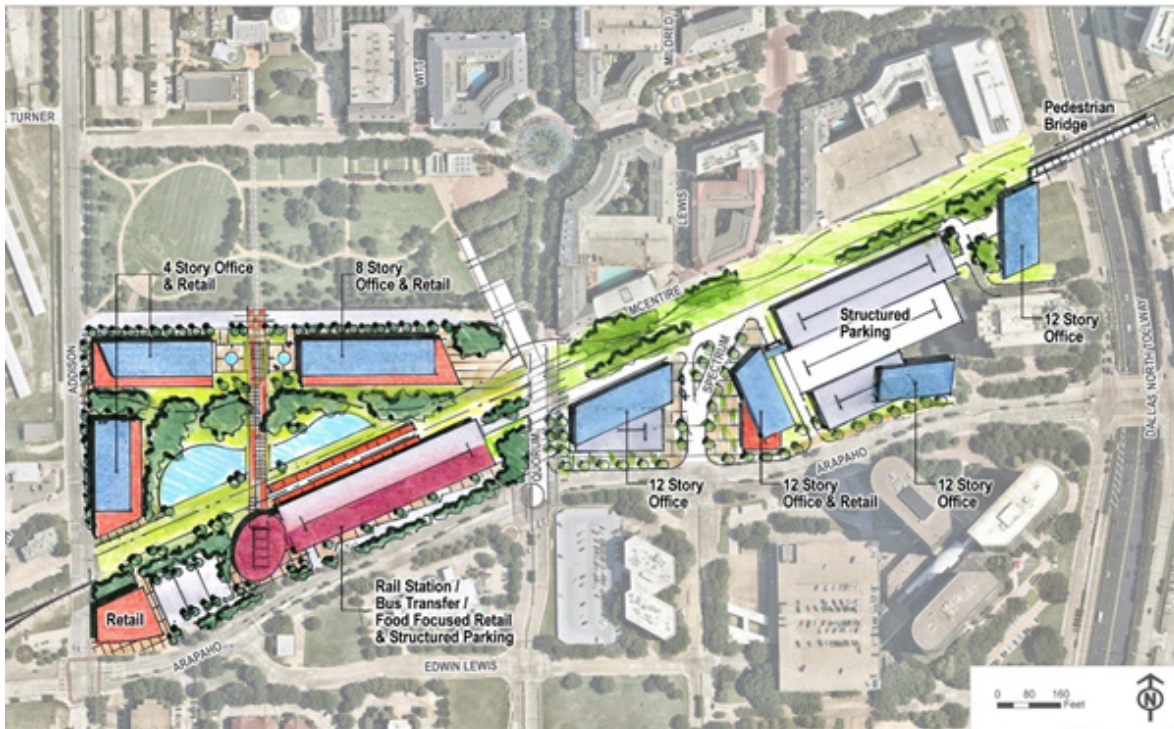 MILDRED
WITT
Pedestrian
Bridge
TURNER
LEWIS
4 Story Office
& Retail
8 Story
Office & Retail
MCENTIRE
Structured
Parking
12 Story
Office
ADDISON
SPECTRUM
DALLAS NORTH TOLLWAY
QUORUM
ARAPAHO
12 Story
Office
12 Story
Office & Retail
12 Story
Office
Rail Station /
Bus Transfer /
Food Focused Retail
& Structured Parking
Retail
ARAPAHO
EDWIN LEWIS
0 80 160
Feet
N